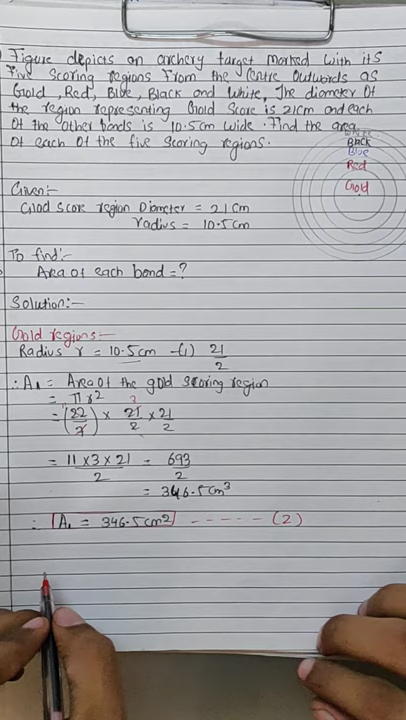 Figure depicts an archery target marked with its
Five Scoring regions From the Centre Outwards as
Gold, Red, Blue, Black and White, The diameter Of
the region representing Gold Score is 21cm and each
Of the other bands is 10.5cm wide. Find the area
Of each Of the five Scoring regions.
Black
Blue
Red
Gold
Given:-
Glod Score region Diameter = 21cm
radius = 10.5cm
To find:-
Area of each bond = ?
Solution:-
Gold regions:-
Radius r = 10.5cm -(1) 21/2
∴ A₁ = Area Of the gold scoring region
= πr2
= (22/7) × 21/2 × 21/2
3
= 11 × 3 × 21 / 2 = 693/2
= 346.5cm³
∴ A₁ = 346.5cm2 ------ (2)